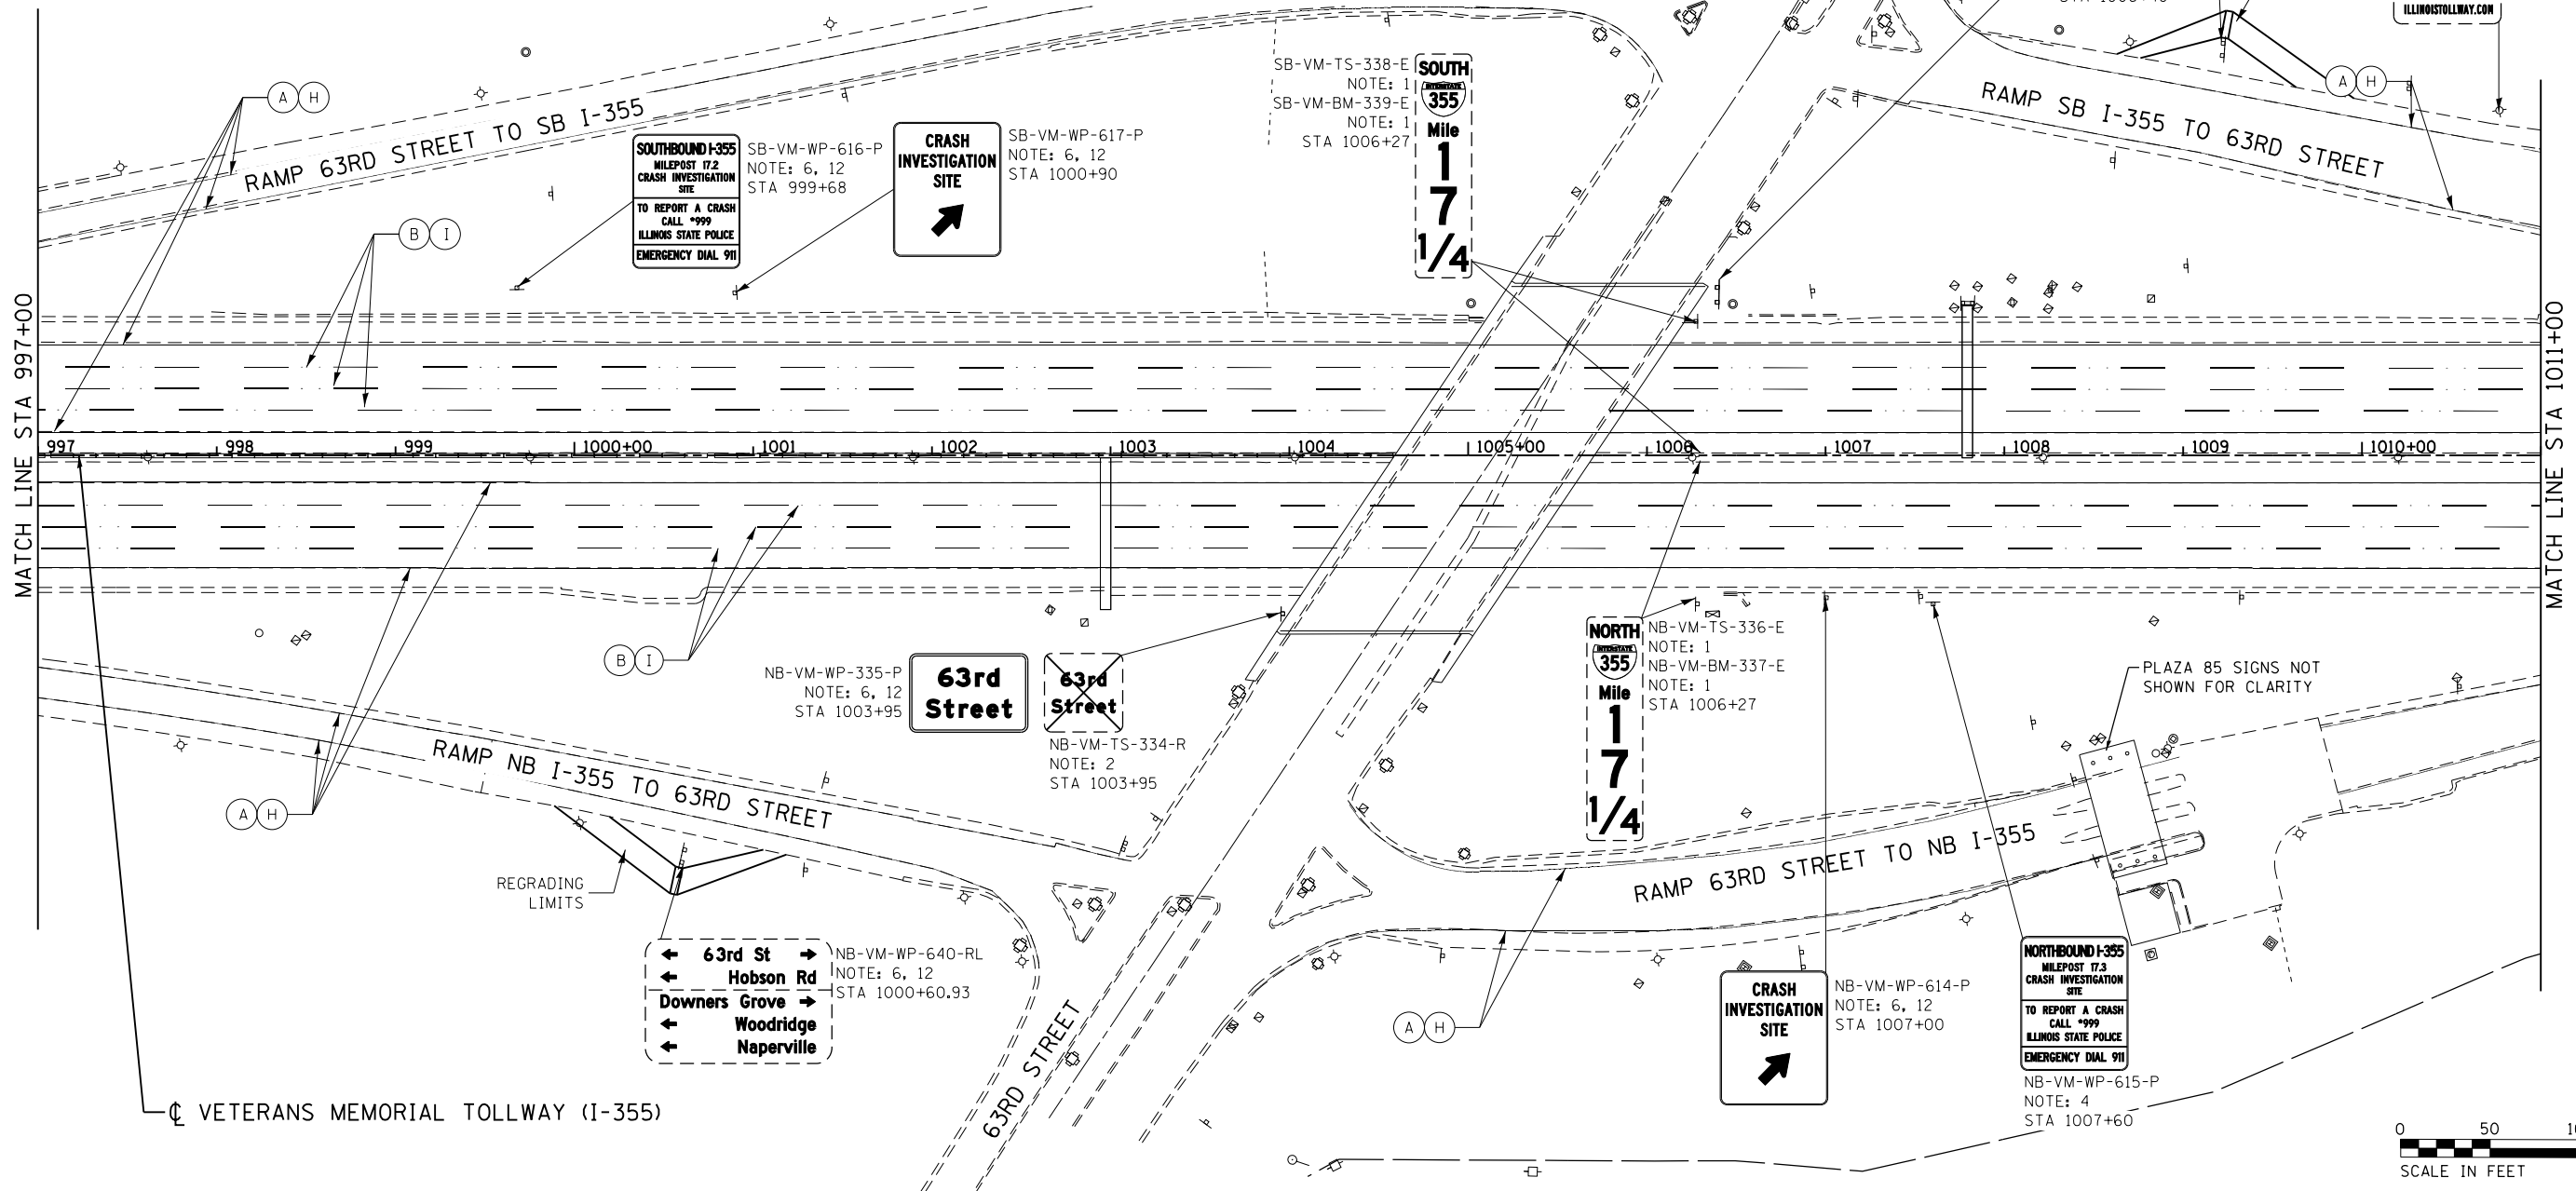 ILLINOISTOLLWAY.COM
A H
RAMP 63RD STREET TO SB I-355
B I
SOUTHBOUND I-355
MILEPOST 17.2
CRASH INVESTIGATION
SITE
TO REPORT A CRASH
CALL *999
ILLINOIS STATE POLICE
EMERGENCY DIAL 911
SB-VM-WP-616-P
NOTE: 6, 12
STA 999+68
CRASH
INVESTIGATION
SITE
SB-VM-WP-617-P
NOTE: 6, 12
STA 1000+90
SB-VM-TS-338-E
NOTE: 1
SB-VM-BM-339-E
NOTE: 1
STA 1006+27
SOUTH
INTERSTATE
355
Mile
1
7
1/4
A H
RAMP SB I-355 TO 63RD STREET
MATCH LINE STA 997+00
MATCH LINE STA 1011+00
997 998 999 1000+00 1001 1002 1003 1004 1005+00 1006 1007 1008 1009 1010+00
B I
NB-VM-WP-335-P
NOTE: 6, 12
STA 1003+95
63rd
Street
63rd
Street
NB-VM-TS-334-R
NOTE: 2
STA 1003+95
NORTH
INTERSTATE
355
Mile
1
7
1/4
NB-VM-TS-336-E
NOTE: 1
NB-VM-BM-337-E
NOTE: 1
STA 1006+27
PLAZA 85 SIGNS NOT
SHOWN FOR CLARITY
A H
RAMP NB I-355 TO 63RD STREET
RAMP 63RD STREET TO NB I-355
REGRADING
LIMITS
63rd St
Hobson Rd
Downers Grove
Woodridge
Naperville
NB-VM-WP-640-RL
NOTE: 6, 12
STA 1000+60.93
A H
CRASH
INVESTIGATION
SITE
NB-VM-WP-614-P
NOTE: 6, 12
STA 1007+00
NORTHBOUND I-355
MILEPOST 17.3
CRASH INVESTIGATION
SITE
TO REPORT A CRASH
CALL *999
ILLINOIS STATE POLICE
EMERGENCY DIAL 911
NB-VM-WP-615-P
NOTE: 4
STA 1007+60
63RD STREET
℄ VETERANS MEMORIAL TOLLWAY (I-355)
0 50
SCALE IN FEET